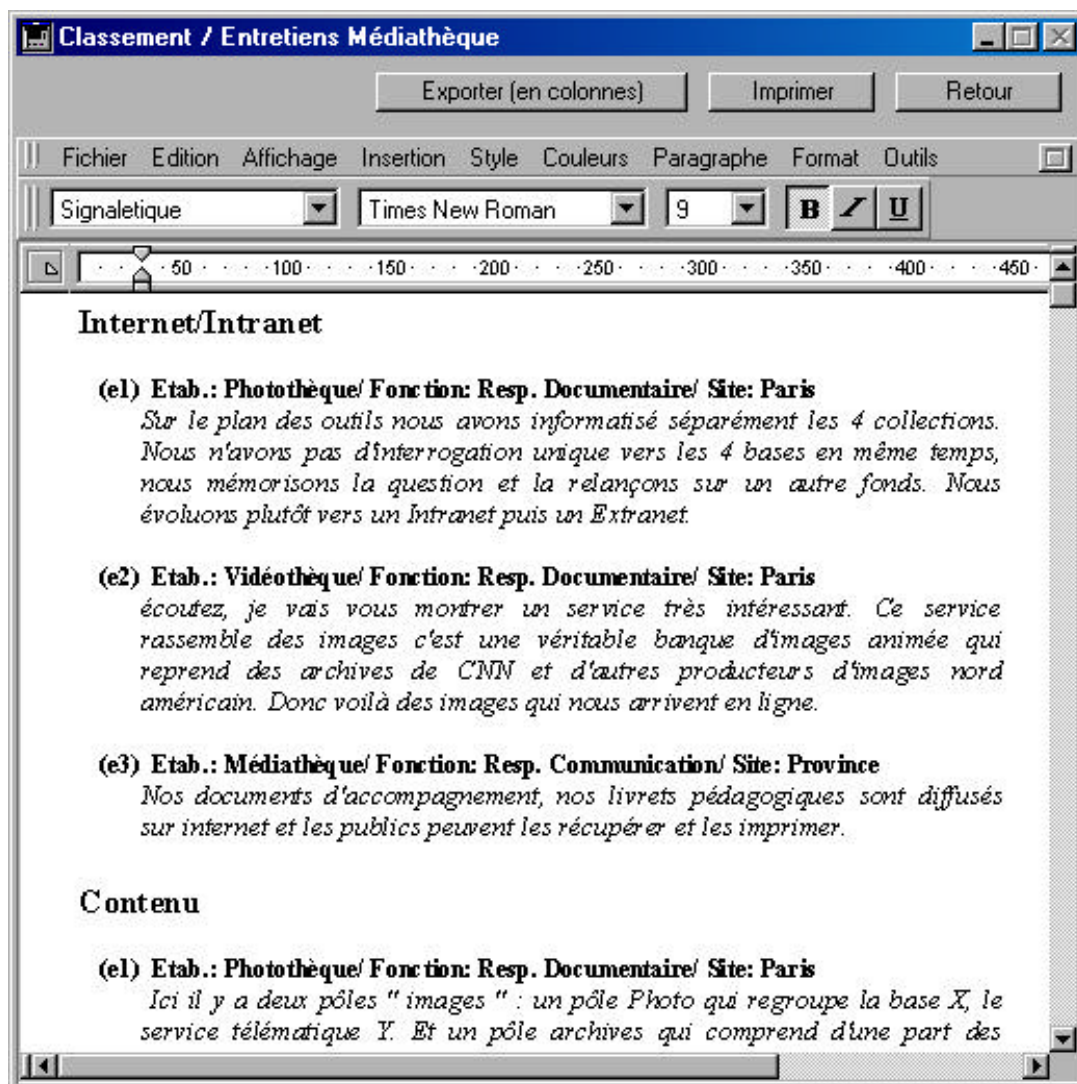 Classement / Entretiens Médiathèque
Exporter (en colonnes) Imprimer Retour
Fichier Edition Affichage Insertion Style Couleurs Paragraphe Format Outils
Signaletique Times New Roman 9 B I U
50 100 150 200 250 300 350 400 450
Internet/Intranet
(e1) Etab.: Photothèque/ Fonction: Resp. Documentaire/ Site: Paris
Sur le plan des outils nous avons informatisé séparément les 4 collections.
Nous n'avons pas d'interrogation unique vers les 4 bases en même temps,
nous mémorisons la question et la relançons sur un autre fonds. Nous
évoluons plutôt vers un Intranet puis un Extranet.
(e2) Etab.: Vidéothèque/ Fonction: Resp. Documentaire/ Site: Paris
écoutez, je vais vous montrer un service très intéressant. Ce service
rassemble des images c'est une véritable banque d'images animée qui
reprend des archives de CNN et d'autres producteurs d'images nord
américain. Donc voilà des images qui nous arrivent en ligne.
(e3) Etab.: Médiathèque/ Fonction: Resp. Communication/ Site: Province
Nos documents d'accompagnement, nos livrets pédagogiques sont diffusés
sur internet et les publics peuvent les récupérer et les imprimer.
Contenu
(e1) Etab.: Photothèque/ Fonction: Resp. Documentaire/ Site: Paris
Ici il y a deux pôles " images " : un pôle Photo qui regroupe la base X, le
service télématique Y. Et un pôle archives qui comprend d'une part des